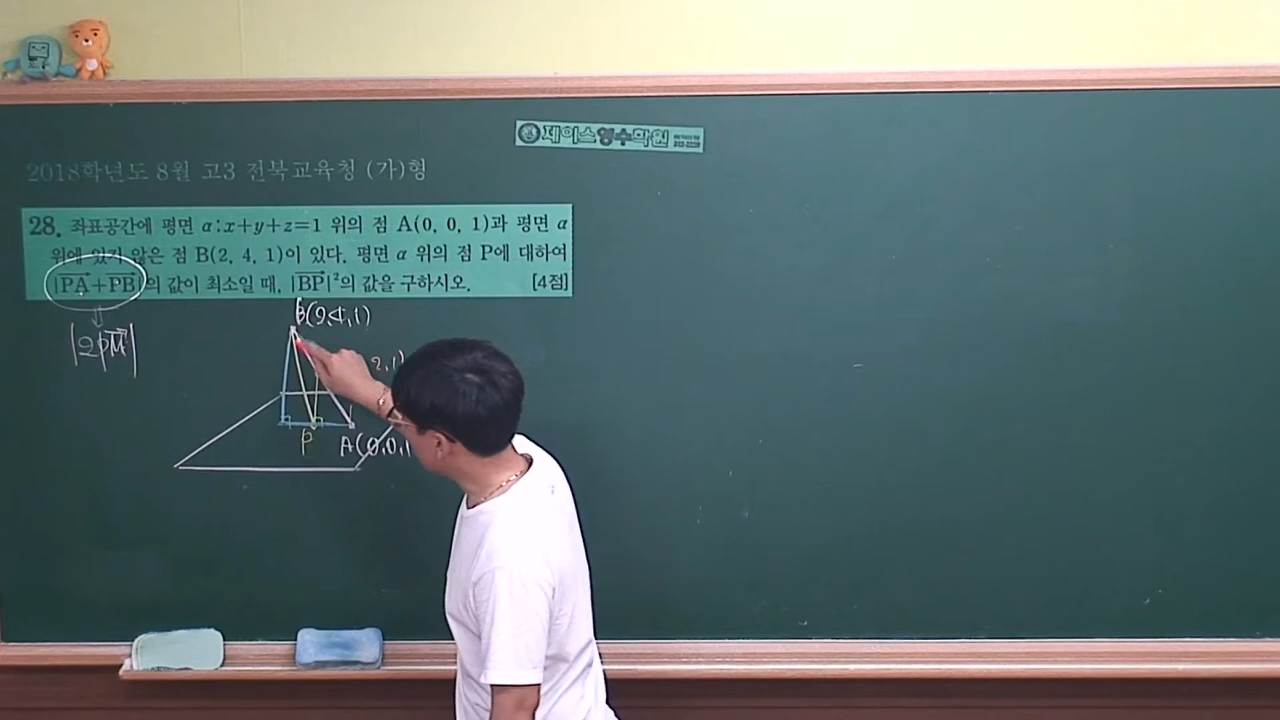 제이스영수학원
2018학년도 8월 고3 전북교육청 (가)형
28. 좌표공간에 평면 α:x+y+z=1 위의 점 A(0, 0, 1)과 평면 α
위에 있지 않은 점 B(2, 4, 1)이 있다. 평면 α 위의 점 P에 대하여
|PA+PB|의 값이 최소일 때, |BP|²의 값을 구하시오. [4점]
B(2,4,1)
|2PM|
2,1)
P
A(0,0,1